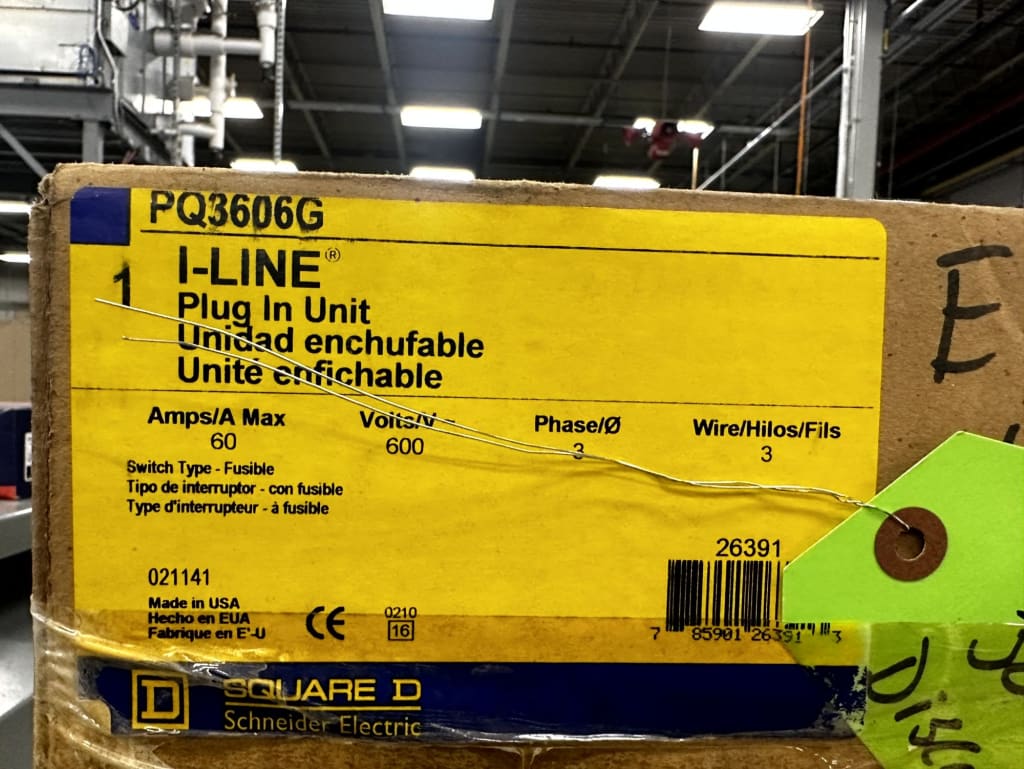 PQ3606G
1
I-LINE®
Plug In Unit
Unidad enchufable
Unité enfichable
Amps/A Max Volts/V~ Phase/Ø Wire/Hilos/Fils
60 600 3 3
Switch Type - Fusible
Tipo de interruptor - con fusible
Type d'interrupteur - à fusible
26391
021141
Made in USA
Hecho en EUA
Fabrique en E'-U
CE
0210
16
7 85901 26391 3
D SQUARE D
Schneider Electric
E